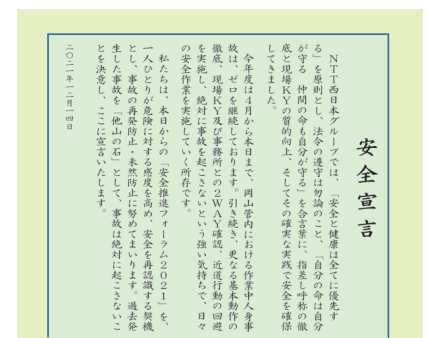 安全宣言
NTT西日本グループでは、「安全と健康は全てに優先す
る」を原則とし、法令の遵守は勿論のこと、「自分の命は自分
が守る 仲間の命も自分が守る」を合言葉に、指差し呼称の徹
底と現場KYの質的向上、そしてその確実な実践で安全を確保
してきました。
今年度は4月から本日まで、岡山管内における作業中人身事
故は、ゼロを継続しております。引き続き、更なる基本動作の
徹底、現場KY及び事務所との2WAY確認、近道行動の回避
を実施し、絶対に事故を起こさないという強い気持ちで、日々
の安全作業を実施していく所存です。
私たちは、本日からの「安全推進フォーラム2021」を、
一人ひとりが危険に対する感度を高め、安全を再認識する契機
とし、事故の再発防止・未然防止に努めてまいります。過去発
生した事故を「他山の石」として、事故は絶対に起こさないこ
とを決意し、ここに宣言いたします。
二〇二一年一二月一四日